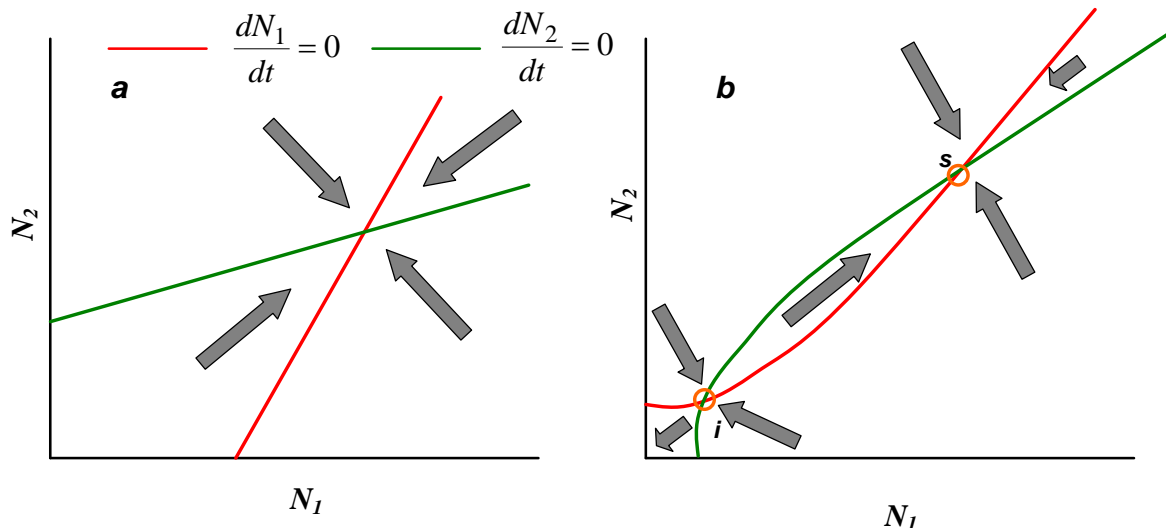 dN1/dt = 0 dN2/dt = 0
a
b
s
i
N2
N1
N2
N1